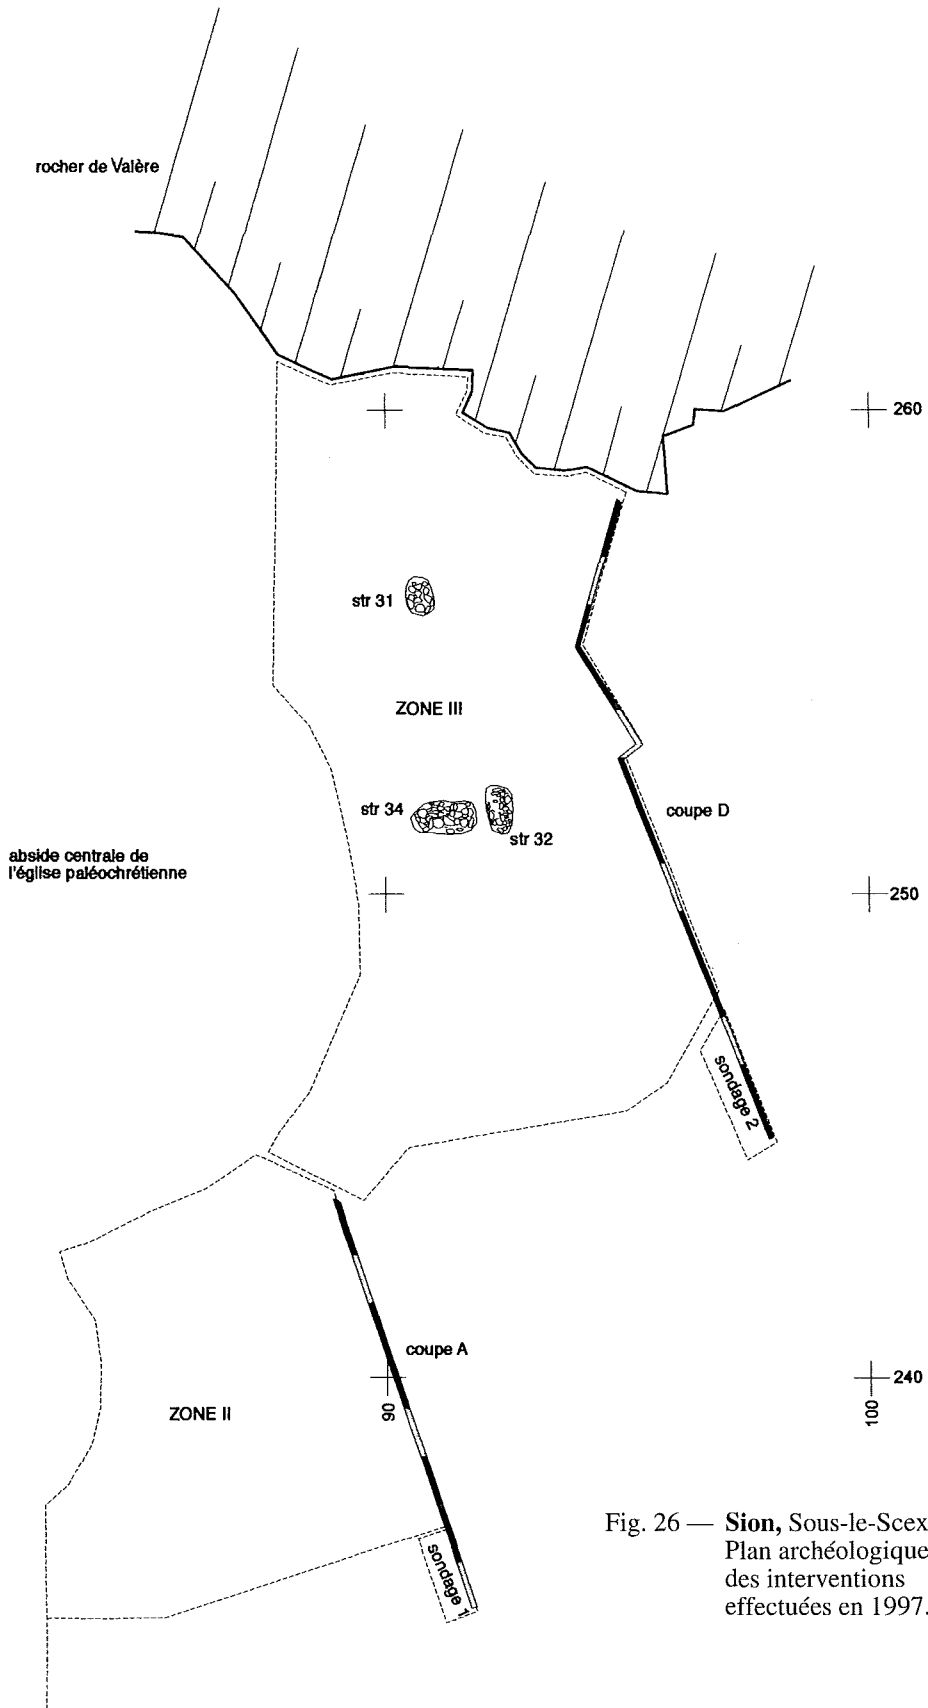 rocher de Valère
260
str 31
ZONE III
str 34
str 32
coupe D
abside centrale de
l'église paléochrétienne
250
sondage 2
coupe A
240
90
100
ZONE II
sondage 1
Fig. 26 — Sion, Sous-le-Scex
Plan archéologique
des interventions
effectuées en 1997.